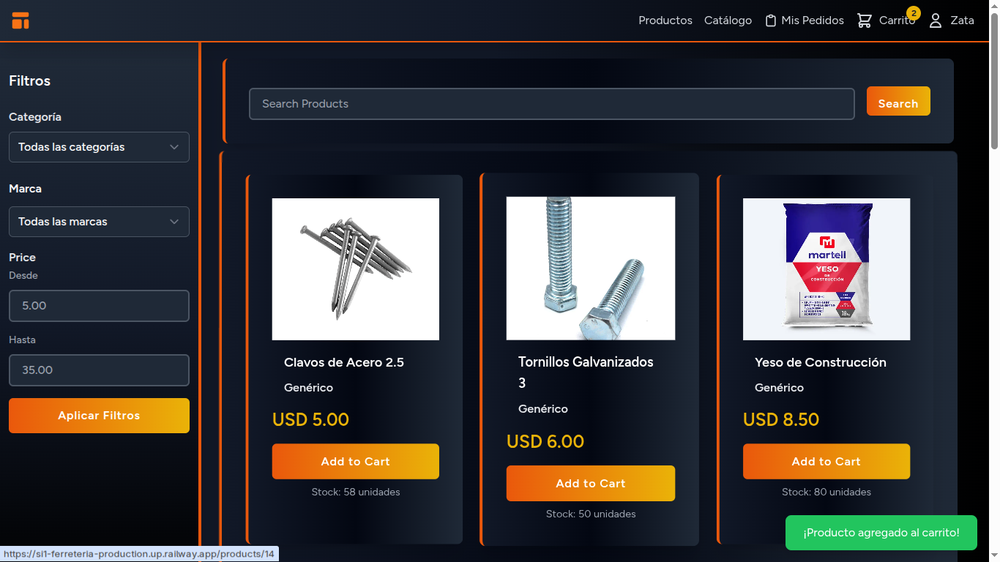 Productos
Catálogo
Mis Pedidos
Carrito
2
Zata
Filtros
Categoría
Todas las categorías
Marca
Todas las marcas
Price
Desde
5.00
Hasta
35.00
Aplicar Filtros
Search Products
Search
Clavos de Acero 2.5
Genérico
USD 5.00
Add to Cart
Stock: 58 unidades
Tornillos Galvanizados
3
Genérico
USD 6.00
Add to Cart
Stock: 50 unidades
martell
YESO
DE
CONSTRUCCIÓN
Yeso de Construcción
Genérico
USD 8.50
Add to Cart
Stock: 80 unidades
¡Producto agregado al carrito!
https://si1-ferreteria-production.up.railway.app/products/14